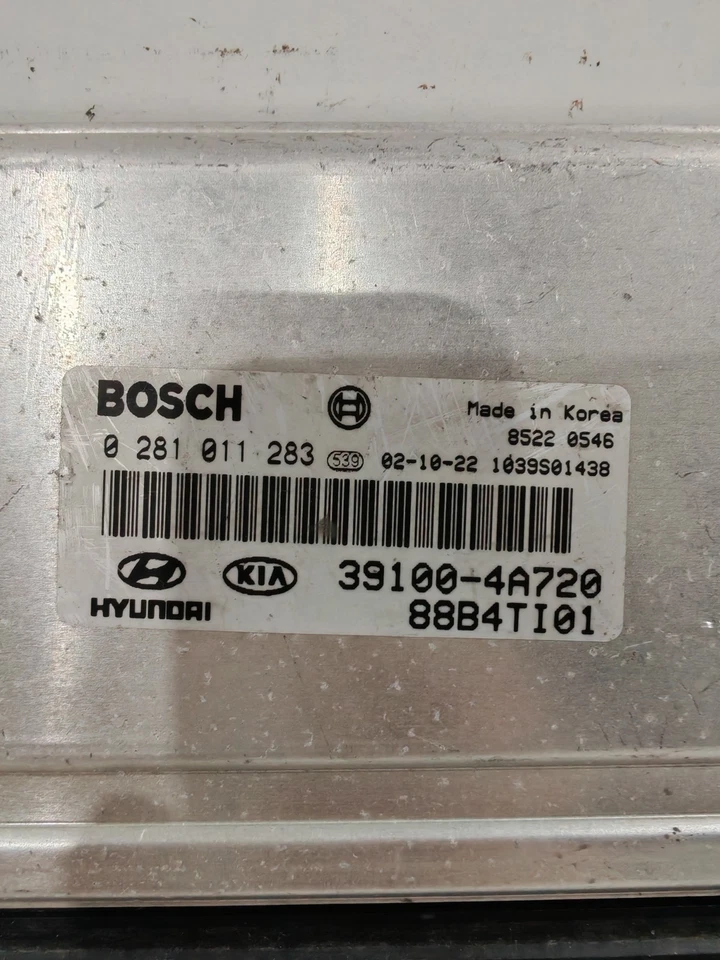 BOSCH
Made in Korea
8522 0546
0 281 011 283 539 02-10-22 1039S01438
HYUNDAI KIA 39100-4A720
88B4TI01